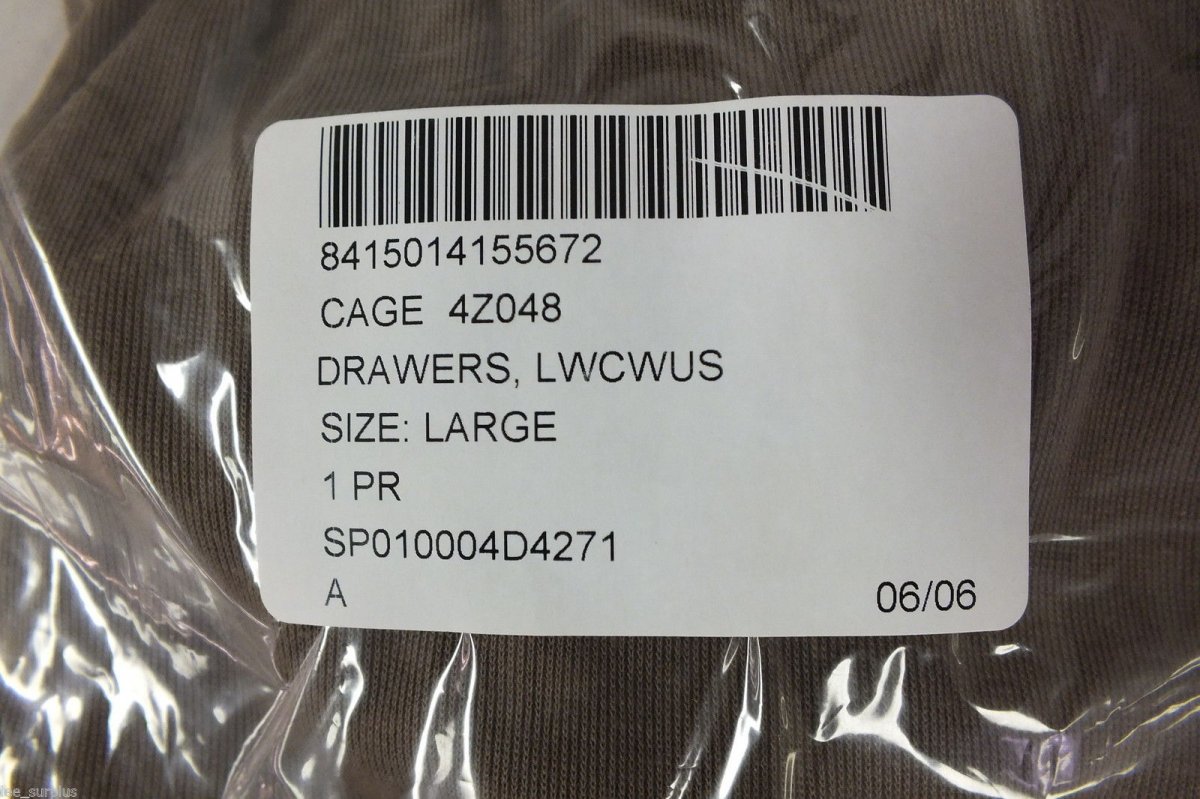 8415014155672
CAGE 4Z048
DRAWERS, LWCWUS
SIZE: LARGE
1 PR
SP010004D4271
A 06/06